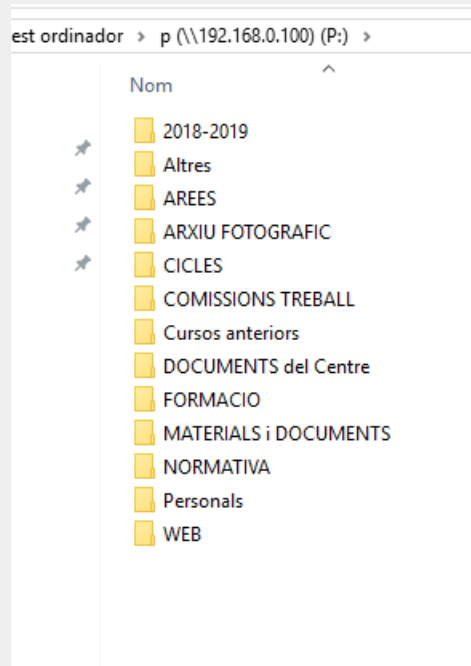 est ordinador > p (\\192.168.0.100) (P:) >
Nom
2018-2019
Altres
AREES
ARXIU FOTOGRAFIC
CICLES
COMISSIONS TREBALL
Cursos anteriors
DOCUMENTS del Centre
FORMACIO
MATERIALS i DOCUMENTS
NORMATIVA
Personals
WEB